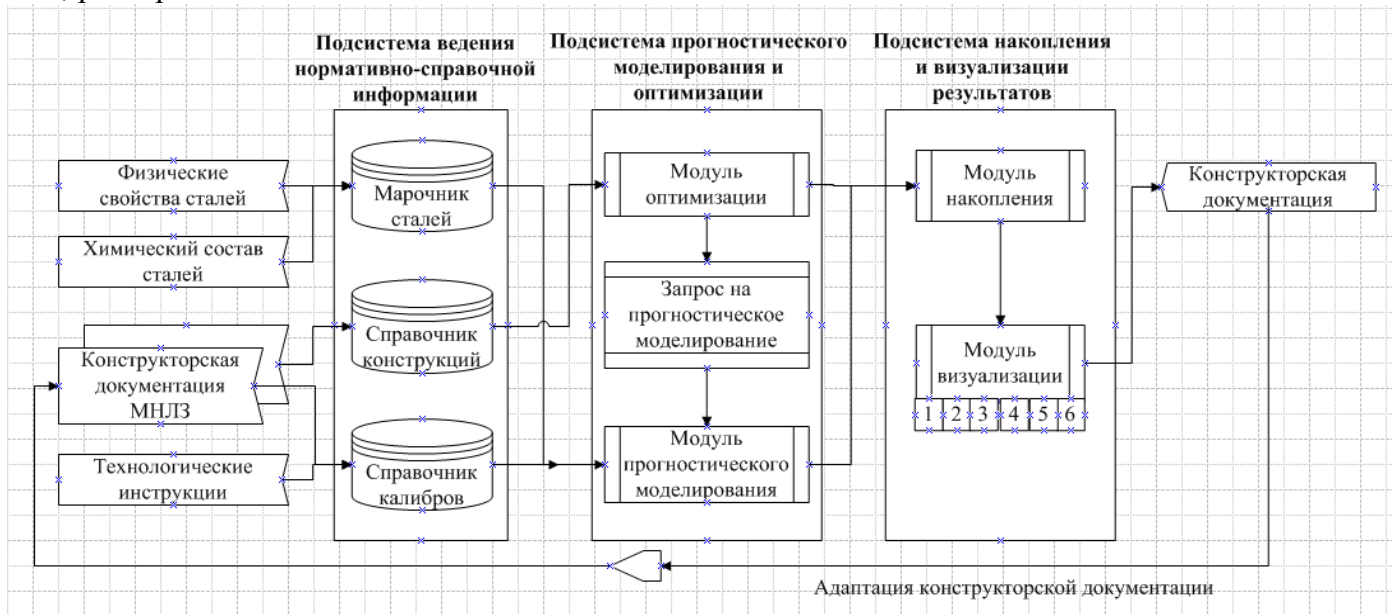 Подсистема ведения
нормативно-справочной
информации
Подсистема прогностического
моделирования и
оптимизации
Подсистема накопления
и визуализации
результатов
Физические
свойства сталей
Химический состав
сталей
Конструкторская
документация
МНЛЗ
Технологические
инструкции
Марочник
сталей
Справочник
конструкций
Справочник
калибров
Модуль
оптимизации
Запрос на
прогностическое
моделирование
Модуль
прогностического
моделирования
Модуль
накопления
Модуль
визуализации
1 2 3 4 5 6
Конструкторская
документация
Адаптация конструкторской документации